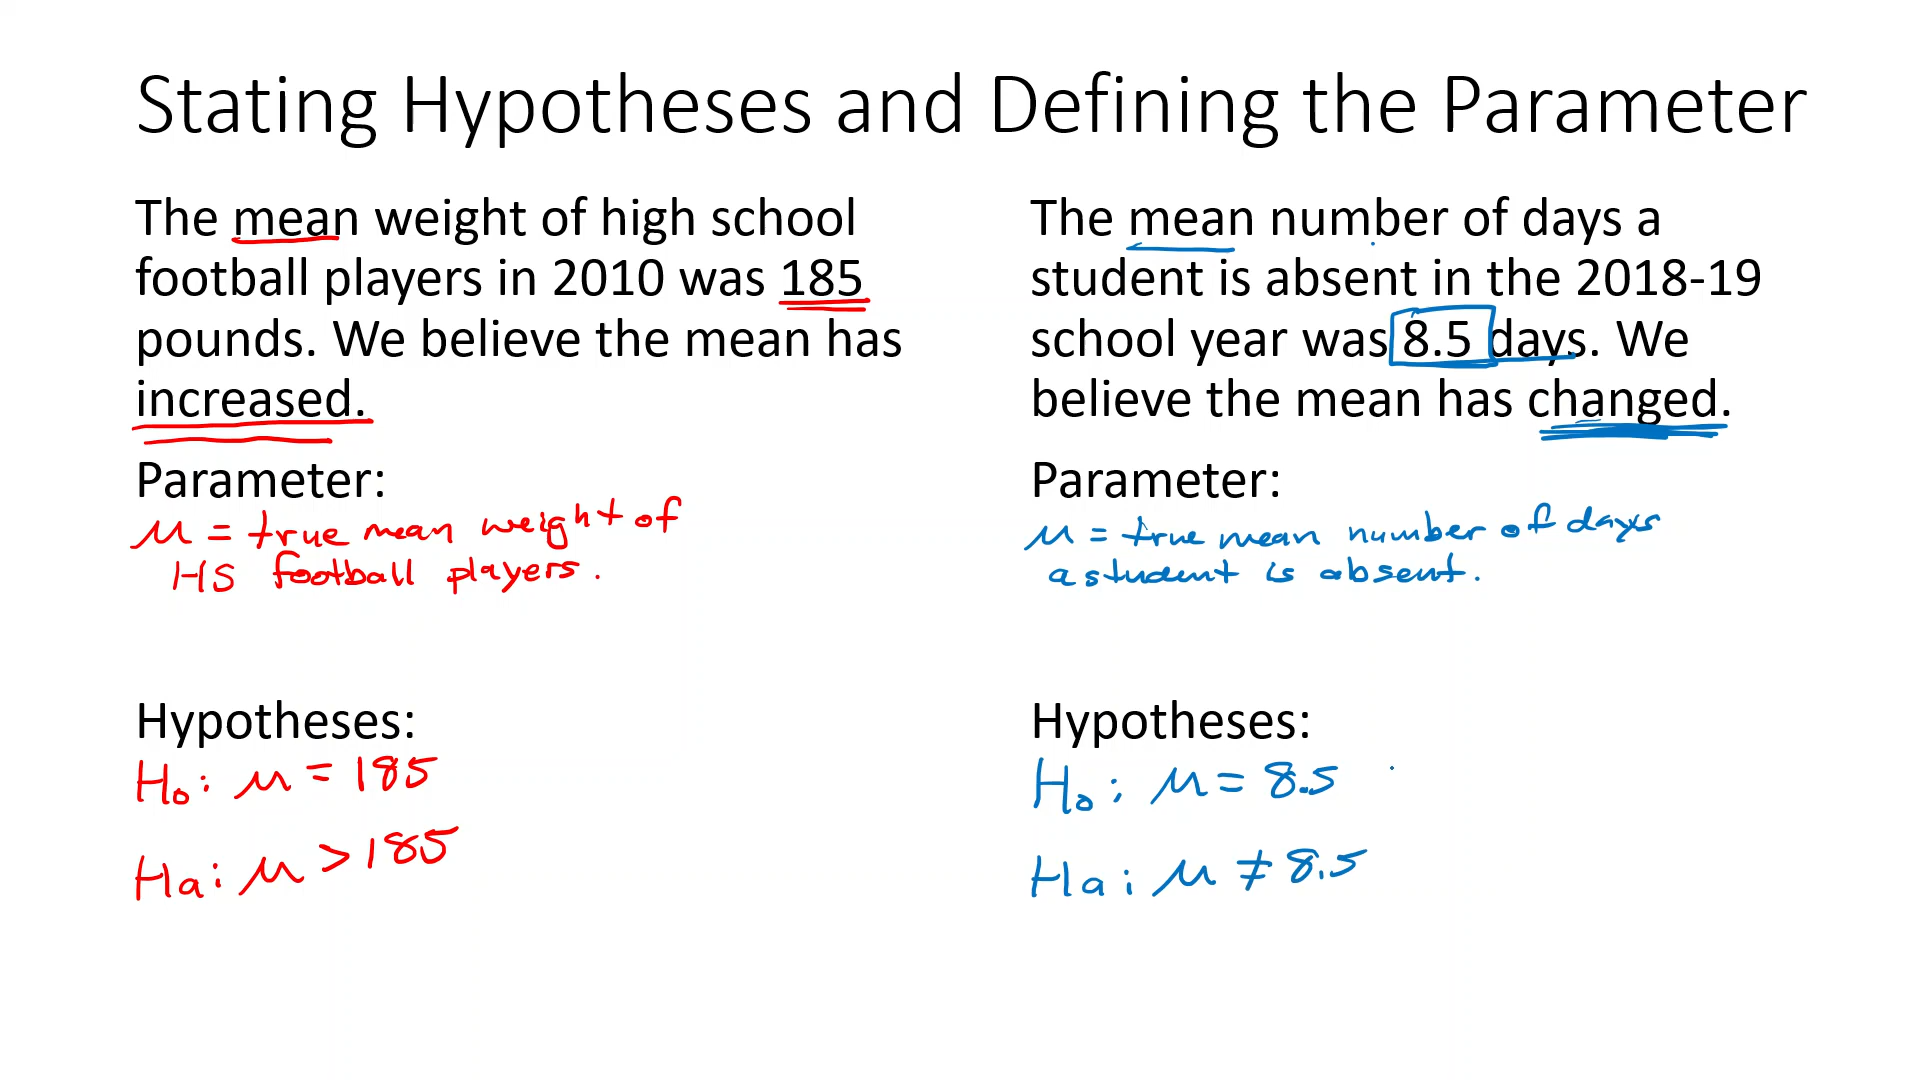 Stating Hypotheses and Defining the Parameter
The mean weight of high school
football players in 2010 was 185
pounds. We believe the mean has
increased.
Parameter:
μ = true mean weight of
HS football players.
Hypotheses:
Ho: μ = 185
Ha: μ > 185
The mean number of days a
student is absent in the 2018-19
school year was 8.5 days. We
believe the mean has changed.
Parameter:
μ = true mean number of days
a student is absent.
Hypotheses:
Ho: μ = 8.5
Ha: μ ≠ 8.5